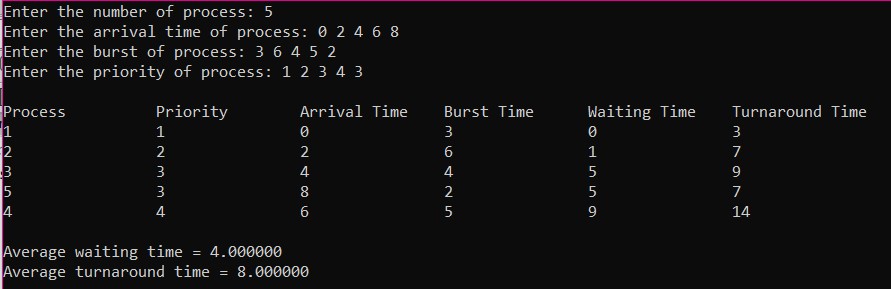 Enter the number of process: 5
Enter the arrival time of process: 0 2 4 6 8
Enter the burst of process: 3 6 4 5 2
Enter the priority of process: 1 2 3 4 3
Process Priority Arrival Time Burst Time Waiting Time Turnaround Time
1 1 0 3 0 3
2 2 2 6 1 7
3 3 4 4 5 9
5 3 8 2 5 7
4 4 6 5 9 14
Average waiting time = 4.000000
Average turnaround time = 8.000000